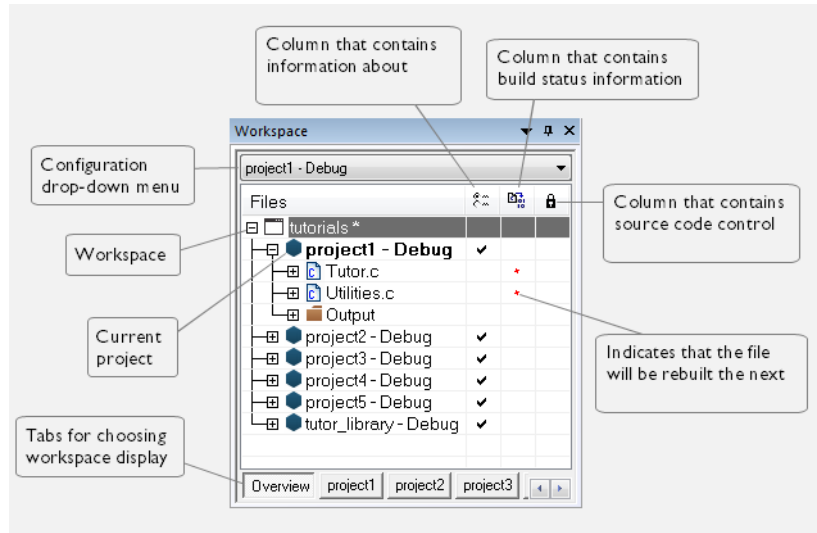 Column that contains
information about
Column that contains
build status information
Workspace
Configuration
drop-down menu
project1 - Debug
Files
Column that contains
source code control
tutorials *
Workspace
project1 - Debug
Tutor.c
Utilities.c
Output
Current
project
project2 - Debug
project3 - Debug
project4 - Debug
project5 - Debug
tutor_library - Debug
Indicates that the file
will be rebuilt the next
Tabs for choosing
workspace display
Overview project1 project2 project3